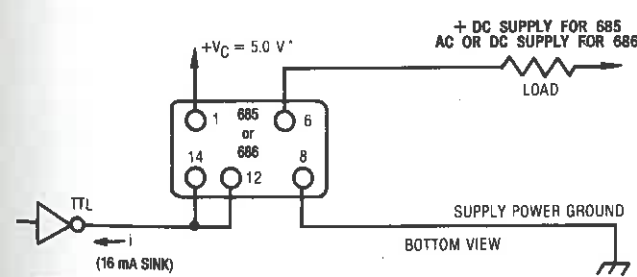 + DC SUPPLY FOR 685
AC OR DC SUPPLY FOR 686
+VC = 5.0 V*
LOAD
1
685
or
686
6
14
12
8
TTL
i
(16 mA SINK)
SUPPLY POWER GROUND
BOTTOM VIEW